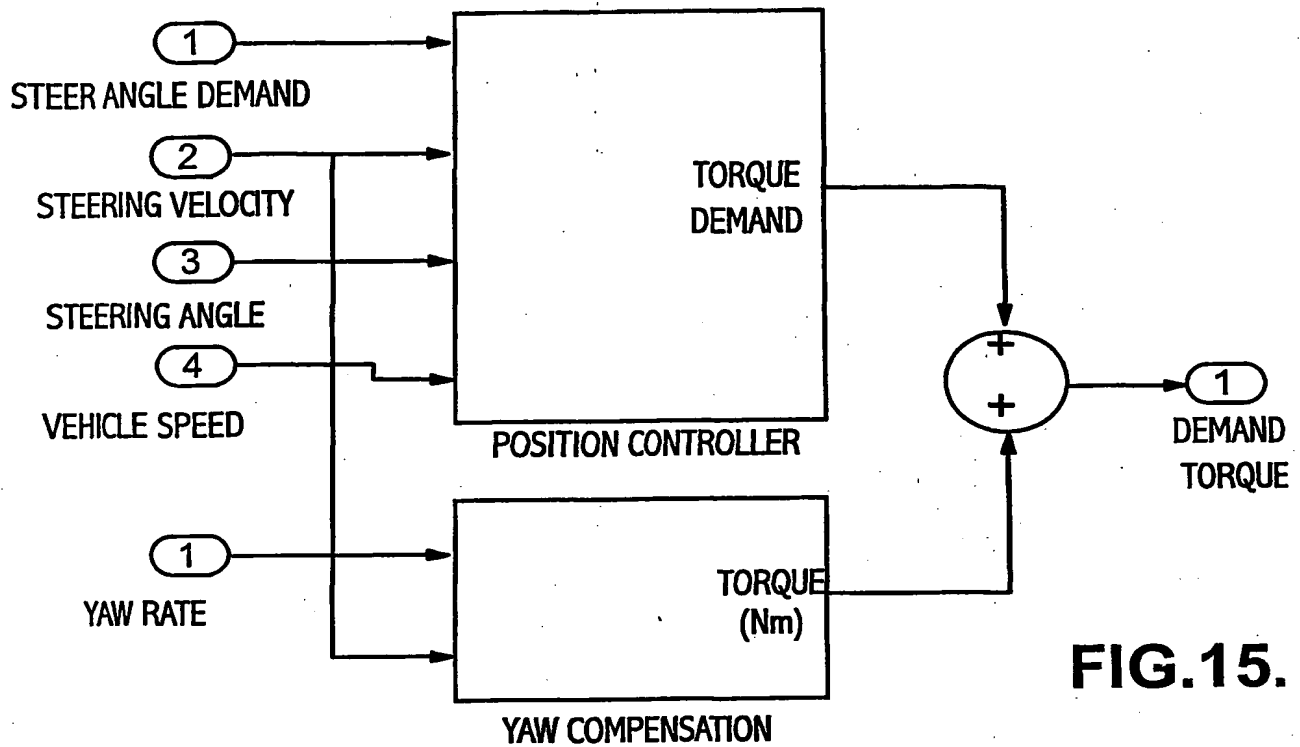 1
STEER ANGLE DEMAND
2
STEERING VELOCITY
3
STEERING ANGLE
4
VEHICLE SPEED
TORQUE
DEMAND
POSITION CONTROLLER
+
+
1
DEMAND
TORQUE
1
YAW RATE
TORQUE
(Nm)
YAW COMPENSATION
FIG.15.